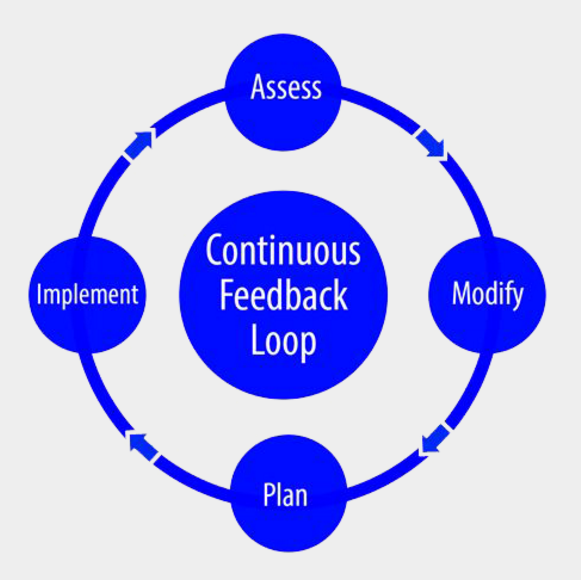 Assess
Continuous
Feedback
Loop
Implement
Modify
Plan